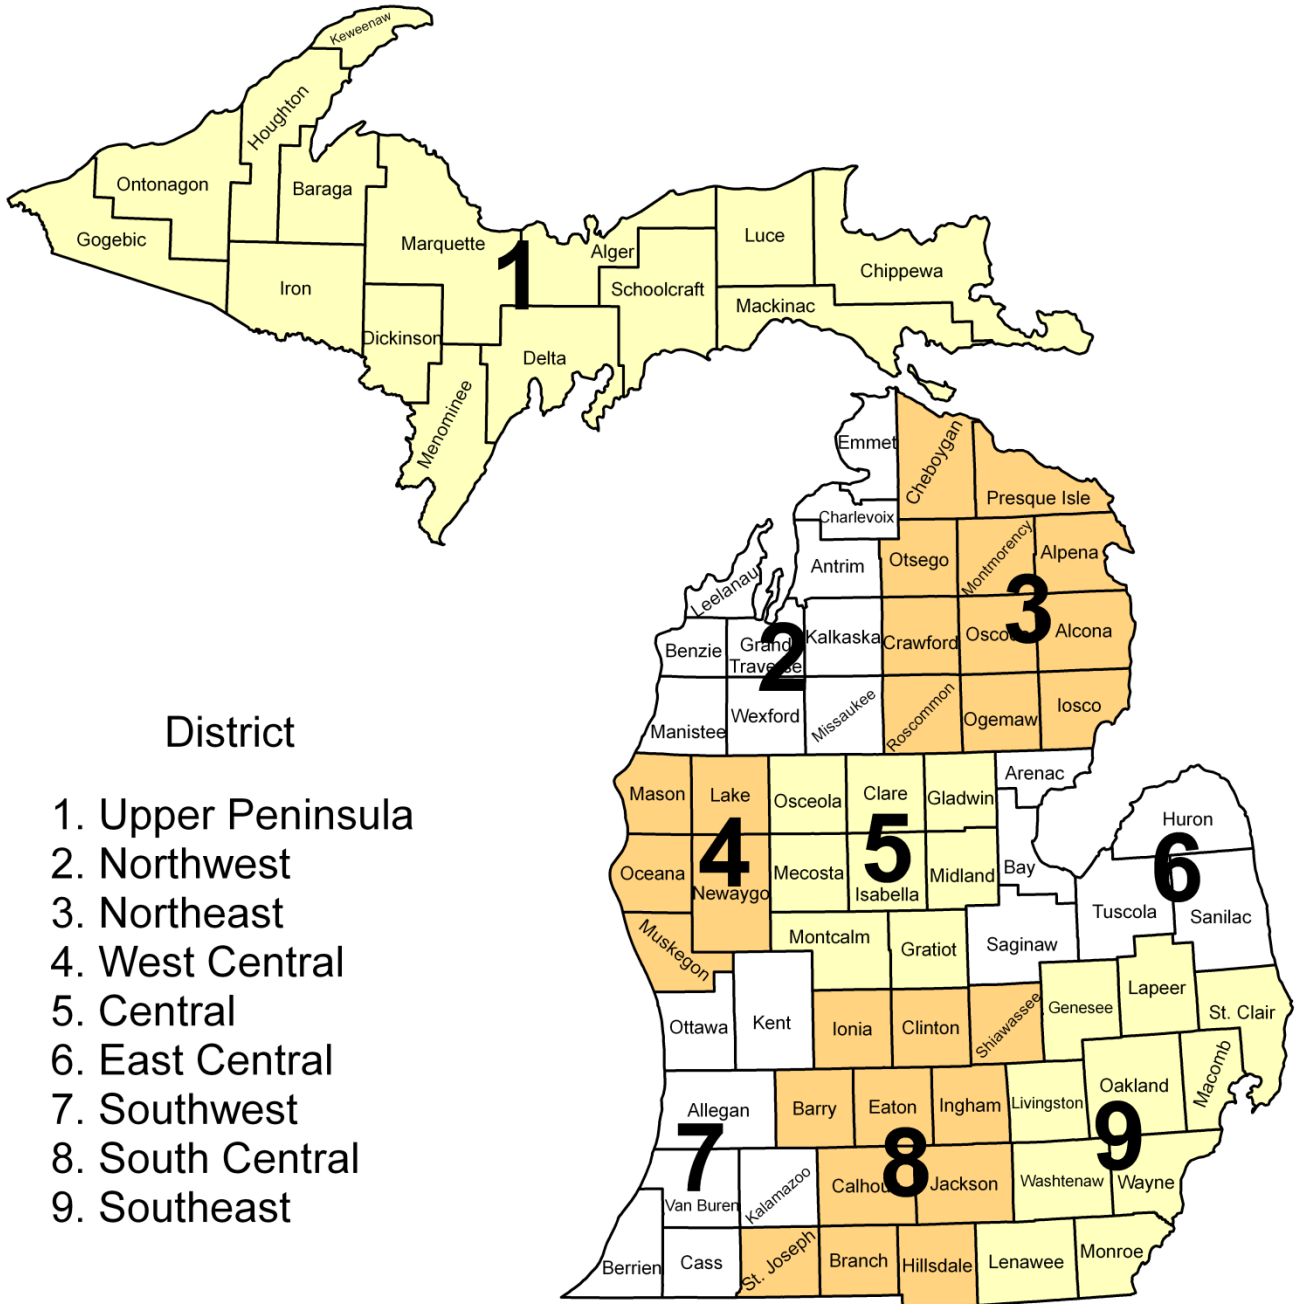 Keweenaw
Houghton
Ontonagon
Baraga
Gogebic
Marquette
Alger
Luce
Chippewa
Iron
Schoolcraft
Mackinac
1
Dickinson
Delta
Menominee
Emmet
Cheboygan
Presque Isle
Charlevoix
Antrim
Otsego
Montmorency
Alpena
Leelanau
3
Benzie
Grand
Traverse
2
Kalkaska
Crawford
Alcona
Manistee
Wexford
Missaukee
Roscommon
Ogemaw
Iosco
District
1. Upper Peninsula
2. Northwest
3. Northeast
4. West Central
5. Central
6. East Central
7. Southwest
8. South Central
9. Southeast
Mason
Lake
Osceola
Clare
Gladwin
Arenac
Huron
4
5
6
Oceana
Newaygo
Mecosta
Isabella
Midland
Bay
Tuscola
Sanilac
Muskegon
Montcalm
Gratiot
Saginaw
Ottawa
Kent
Ionia
Clinton
Shiawassee
Genesee
Lapeer
St. Clair
Allegan
Barry
Eaton
Ingham
Livingston
Oakland
Macomb
7
8
9
Van Buren
Kalamazoo
Calhoun
Jackson
Washtenaw
Wayne
Berrien
Cass
St. Joseph
Branch
Hillsdale
Lenawee
Monroe